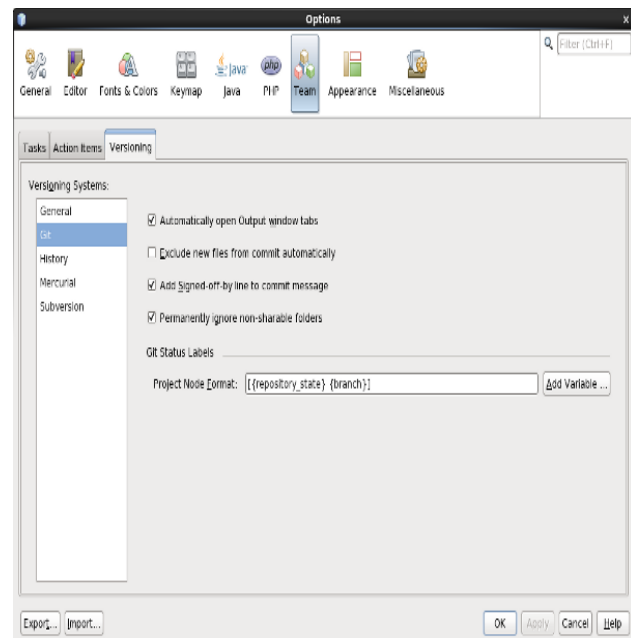 Options
x
Filter (Ctrl+F)
General Editor Fonts & Colors Keymap Java PHP Team Appearance Miscellaneous
Tasks Action Items Versioning
Versioning Systems:
General
Git
History
Mercurial
Subversion
Automatically open Output window tabs
Exclude new files from commit automatically
Add Signed-off-by line to commit message
Permanently ignore non-sharable folders
Git Status Labels
Project Node Format: [{repository_state} {branch}] Add Variable ...
Export... Import... OK Apply Cancel Help